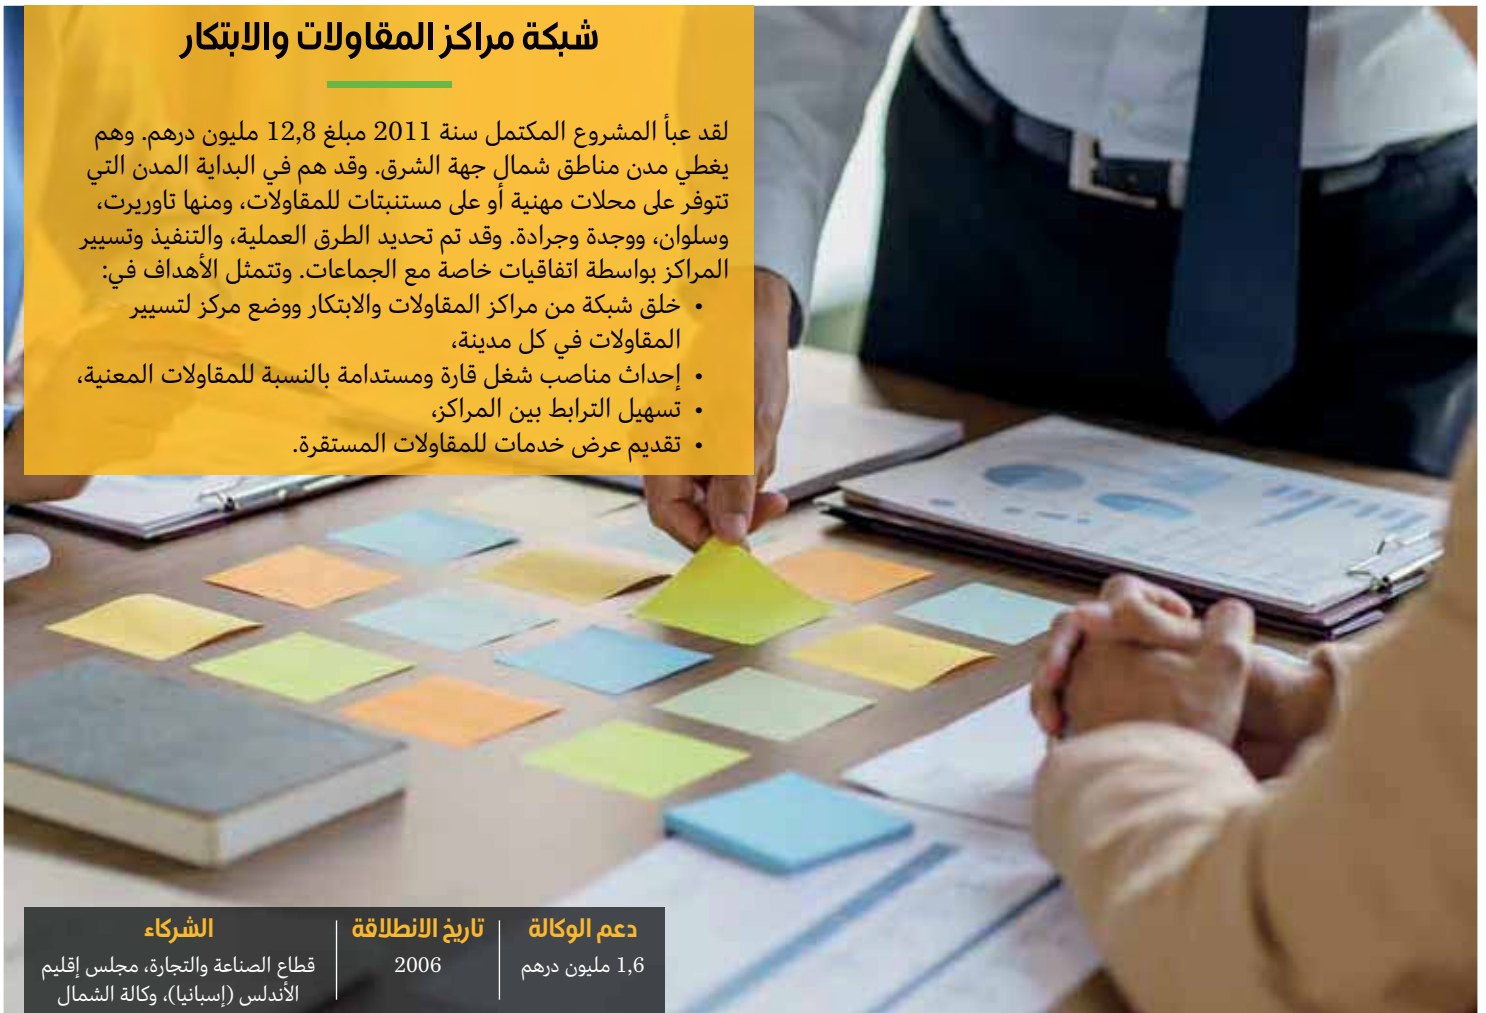 شبكة مراكز المقاولات والابتكار
لقد عبأ المشروع المكتمل سنة 2011 مبلغ 12,8 مليون درهم. وهم
يغطي مدن مناطق شمال جهة الشرق. وقد هم في البداية المدن التي
تتوفر على محلات مهنية أو على مستنبتات للمقاولات، ومنها تاوريرت،
وسلوان، ووجدة وجرادة. وقد تم تحديد الطرق العملية، والتنفيذ وتسيير
المراكز بواسطة اتفاقيات خاصة مع الجماعات. وتتمثل الأهداف في:
• خلق شبكة من مراكز المقاولات والابتكار ووضع مركز لتسيير
المقاولات في كل مدينة،
• إحداث مناصب شغل قارة ومستدامة بالنسبة للمقاولات المعنية،
• تسهيل الترابط بين المراكز،
• تقديم عرض خدمات للمقاولات المستقرة.
دعم الوكالة
1,6 مليون درهم
تاريخ الانطلاقة
2006
الشركاء
قطاع الصناعة والتجارة، مجلس إقليم
الأندلس (إسبانيا)، وكالة الشمال